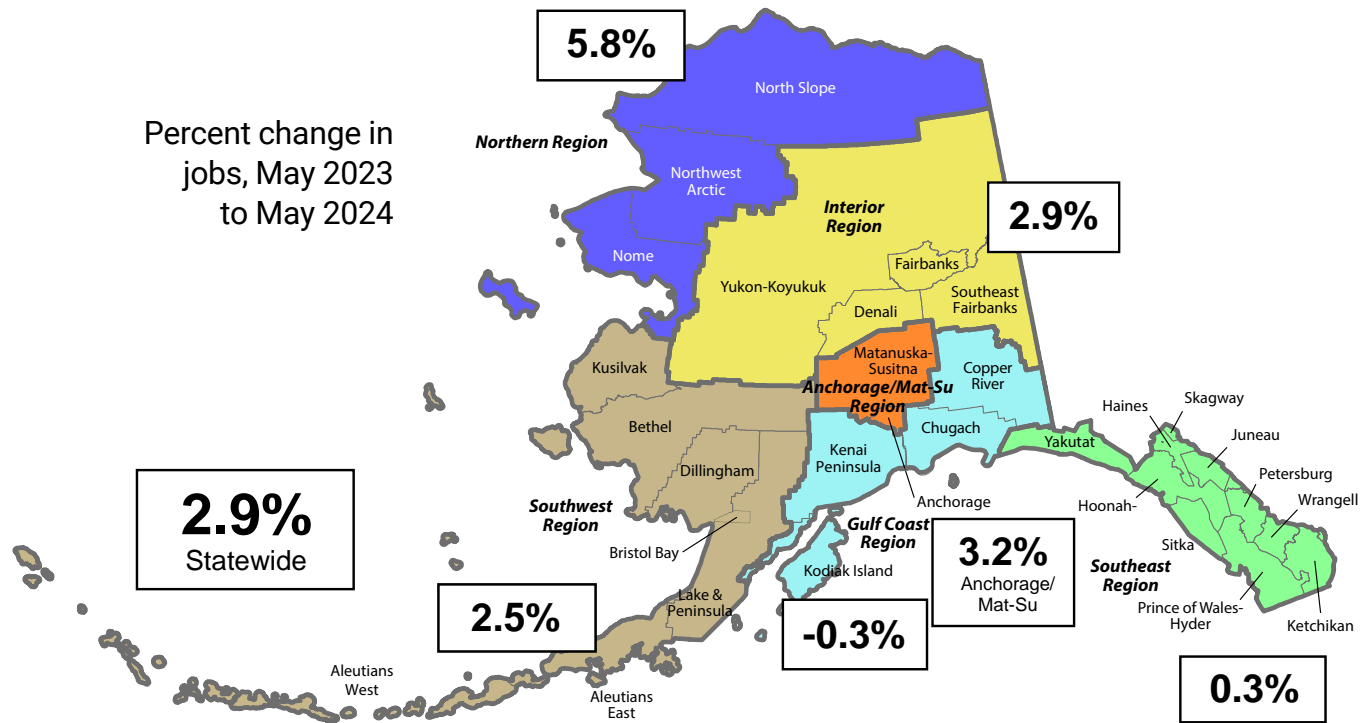 5.8%
North Slope
Percent change in
jobs, May 2023
to May 2024
Northern Region
Northwest
Arctic
Interior
Region
2.9%
Nome
Fairbanks
Yukon-Koyukuk
Southeast
Fairbanks
Denali
Kusilvak
Matanuska-
Susitna
Copper
River
Anchorage/Mat-Su
Region
Skagway
Haines
Bethel
Chugach
Yakutat
Juneau
Kenai
Peninsula
Dillingham
Petersburg
Anchorage
Hoonah-
Wrangell
2.9%
Statewide
Southwest
Region
Gulf Coast
Region
Bristol Bay
3.2%
Anchorage/
Mat-Su
Sitka
Southeast
Region
Kodiak Island
Lake &
Peninsula
2.5%
-0.3%
Prince of Wales-
Hyder
Ketchikan
Aleutians
West
Aleutians
East
0.3%